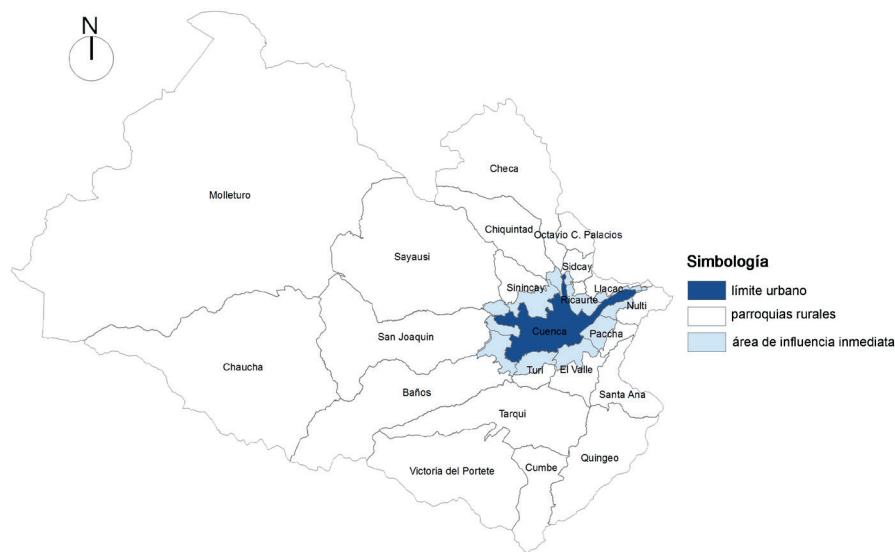 N
Checa
Molleturo
Chiquintad
Octavio C. Palacios
Sayausi
Sidcay
Sinincay
Llacao
Ricaurte
Nulti
Cuenca
Paccha
San Joaquin
Chaucha
Turi
El Valle
Baños
Santa Ana
Tarqui
Quingeo
Cumbe
Victoria del Portete
Simbología
límite urbano
parroquias rurales
área de influencia inmediata